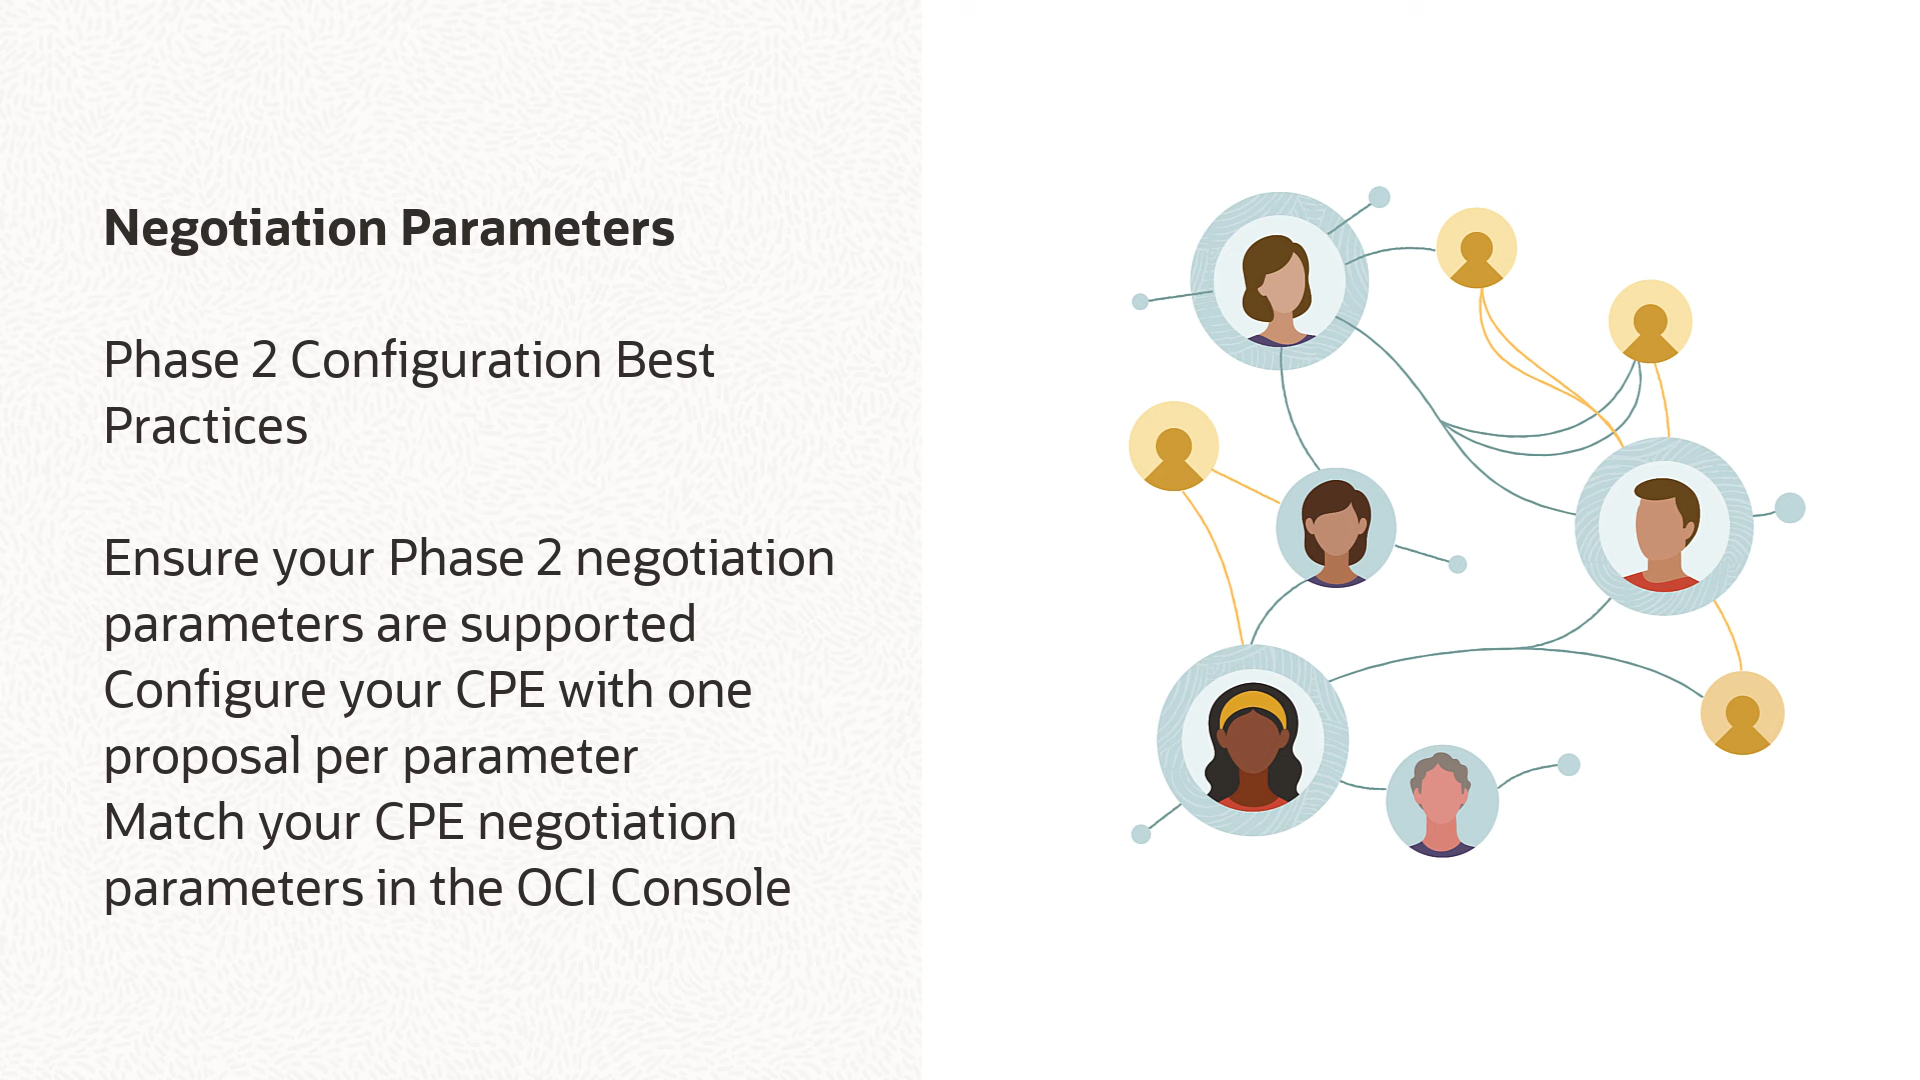 Negotiation Parameters
Phase 2 Configuration Best
Practices
Ensure your Phase 2 negotiation
parameters are supported
Configure your CPE with one
proposal per parameter
Match your CPE negotiation
parameters in the OCI Console